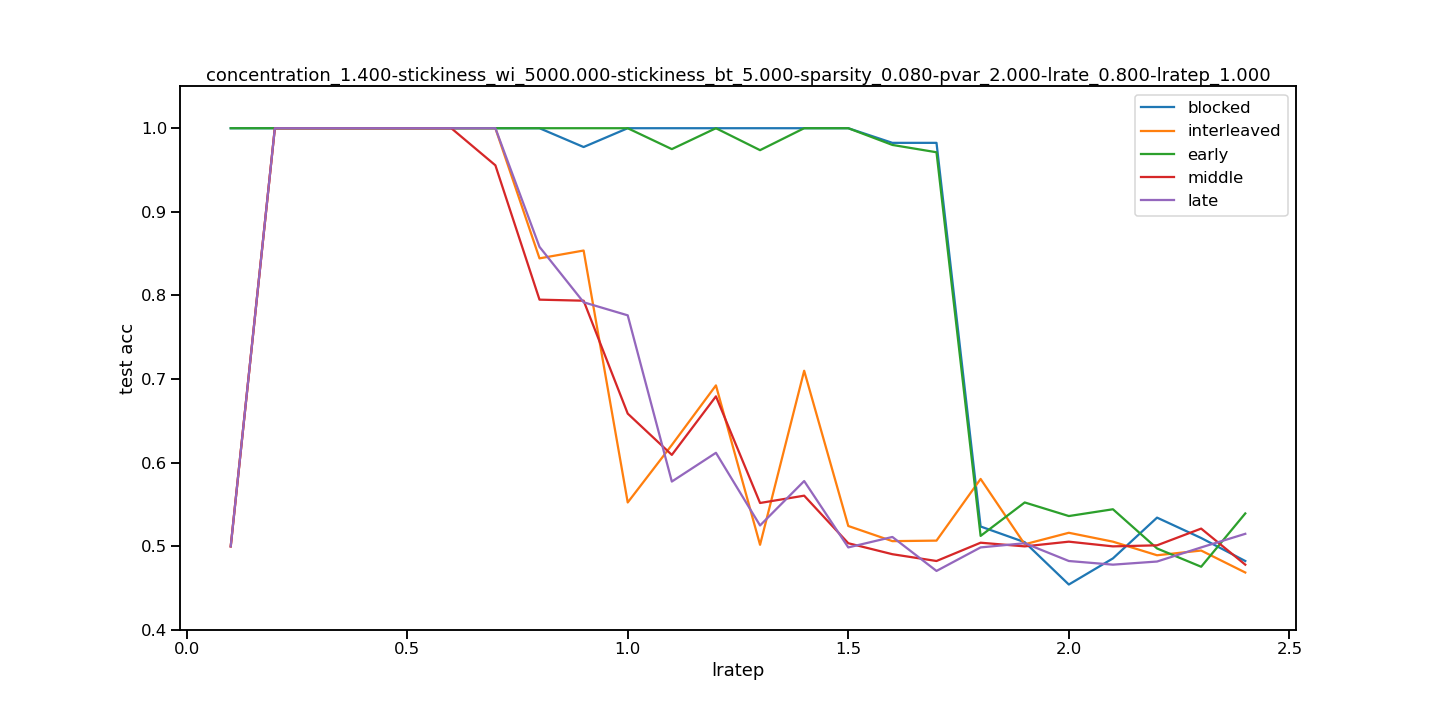 concentration_1.400-stickiness_wi_5000.000-stickiness_bt_5.000-sparsity_0.080-pvar_2.000-lrate_0.800-lratep_1.000
blocked
interleaved
early
middle
late
test acc
1.0
0.9
0.8
0.7
0.6
0.5
0.4
0.0 0.5 1.0 1.5 2.0 2.5
lratep